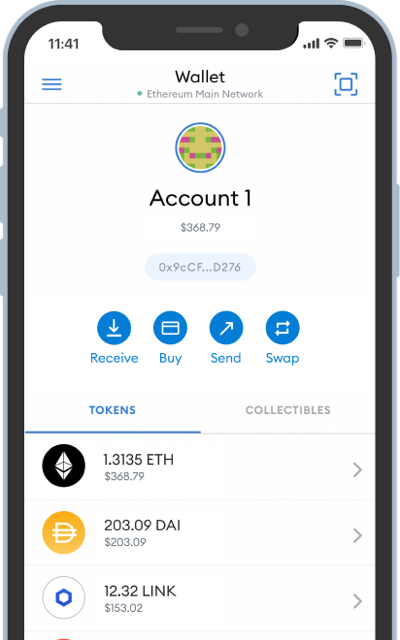 11:41
Wallet
Ethereum Main Network
Account 1
$368.79
0x9cCF...D276
Receive Buy Send Swap
TOKENS COLLECTIBLES
1.3135 ETH
$368.79
203.09 DAI
$203.09
12.32 LINK
$153.02